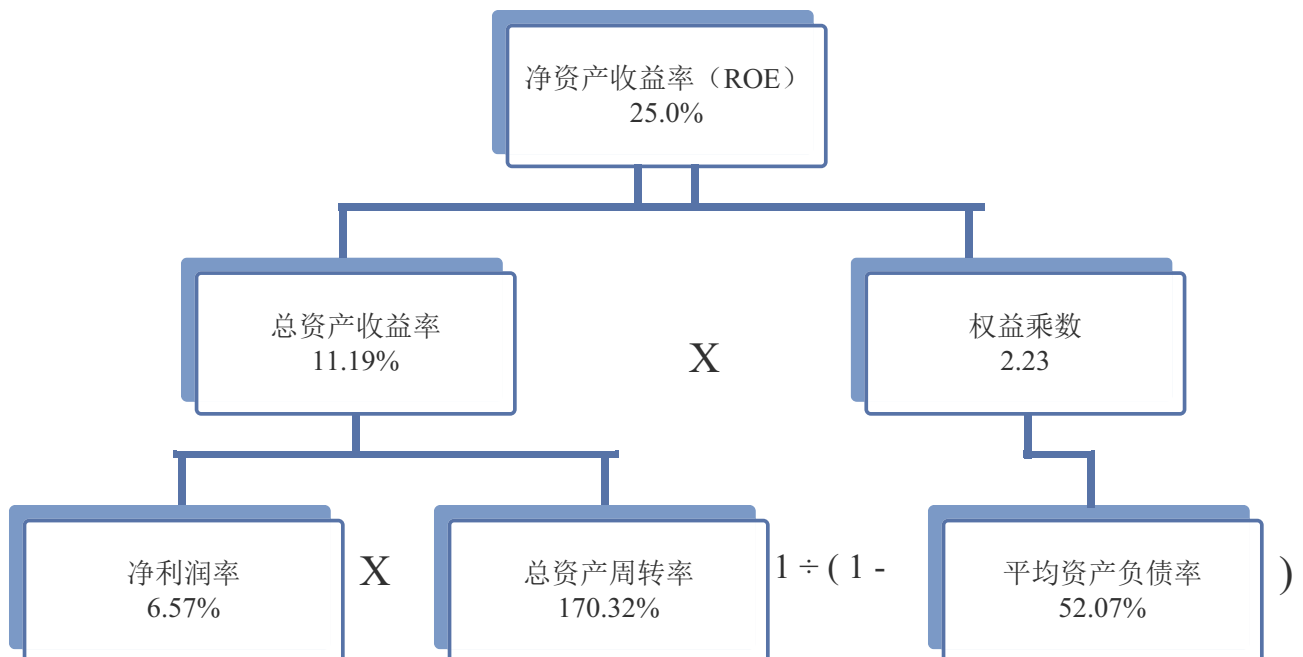 净资产收益率（ROE）
25.0%
总资产收益率
11.19%
X
权益乘数
2.23
净利润率
6.57%
X
总资产周转率
170.32%
1 ÷ ( 1 -
平均资产负债率
52.07%
)